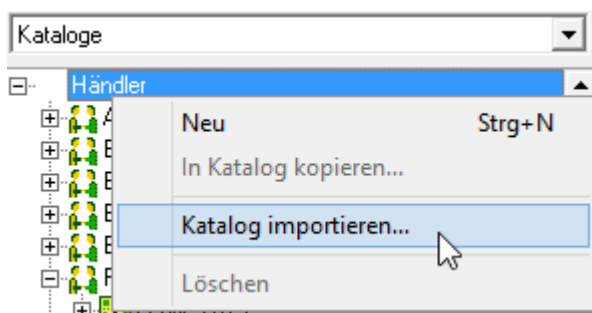 Kataloge
Händler
Neu Strg+N
In Katalog kopieren...
Katalog importieren...
Löschen